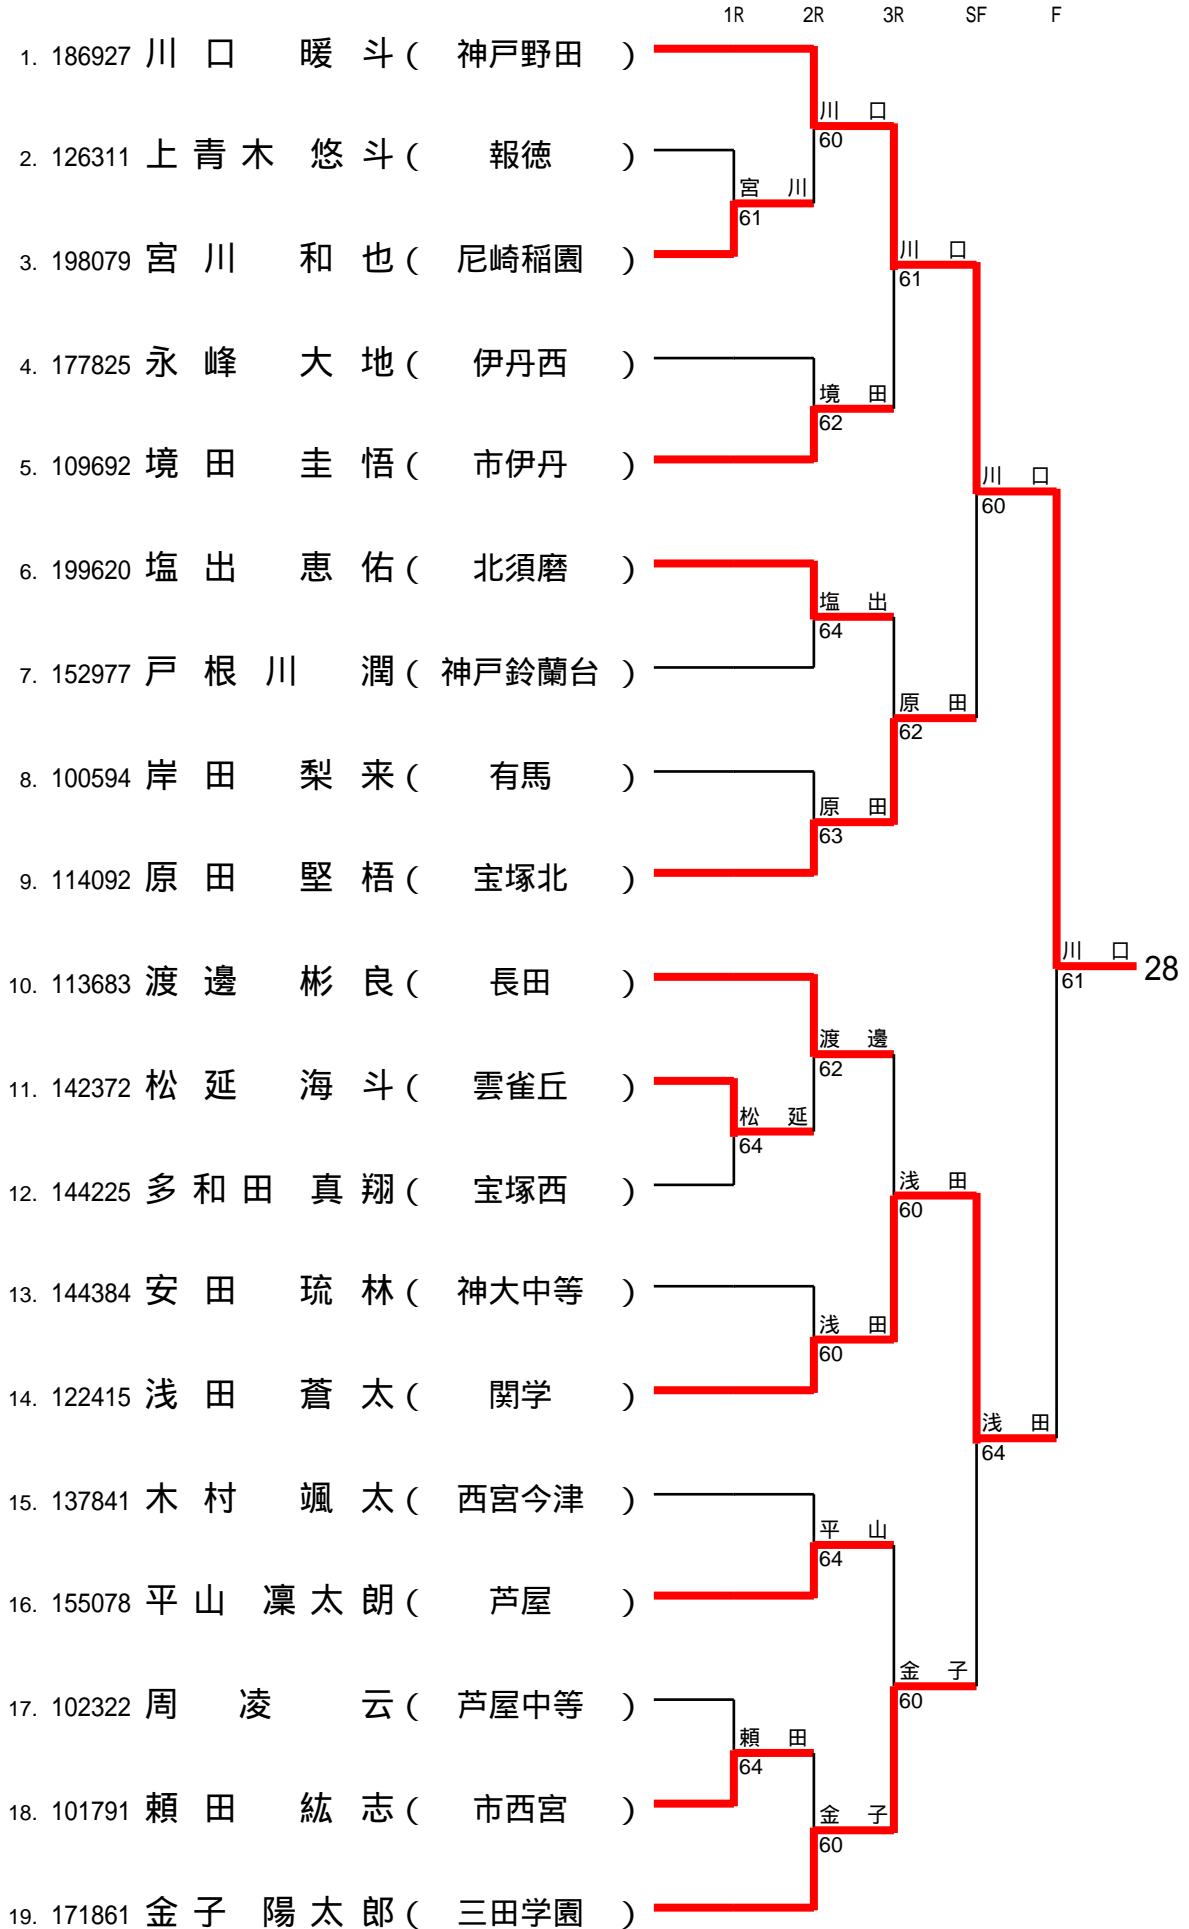 1R 2R 3R SF F
1. 186927 川口 暖斗 ( 神戸野田 )
川口
60
2. 126311 上青木 悠斗 ( 報徳 )
宮川
61
3. 198079 宮川 和也 ( 尼崎稲園 )
川口
61
4. 177825 永峰 大地 ( 伊丹西 )
境田
62
5. 109692 境田 圭悟 ( 市伊丹 )
川口
60
6. 199620 塩出 恵佑 ( 北須磨 )
塩出
64
7. 152977 戸根川 潤 ( 神戸鈴蘭台 )
原田
62
8. 100594 岸田 梨来 ( 有馬 )
原田
63
9. 114092 原田 堅梧 ( 宝塚北 )
川口
61
28
10. 113683 渡邊 彬良 ( 長田 )
渡邊
62
11. 142372 松延 海斗 ( 雲雀丘 )
松延
64
12. 144225 多和田 真翔 ( 宝塚西 )
浅田
60
13. 144384 安田 琉林 ( 神大中等 )
浅田
60
14. 122415 浅田 蒼太 ( 関学 )
浅田
64
15. 137841 木村 颯太 ( 西宮今津 )
平山
64
16. 155078 平山 凜太朗 ( 芦屋 )
金子
60
17. 102322 周 凌云 ( 芦屋中等 )
頼田
64
18. 101791 頼田 紘志 ( 市西宮 )
金子
60
19. 171861 金子 陽太郎 ( 三田学園 )